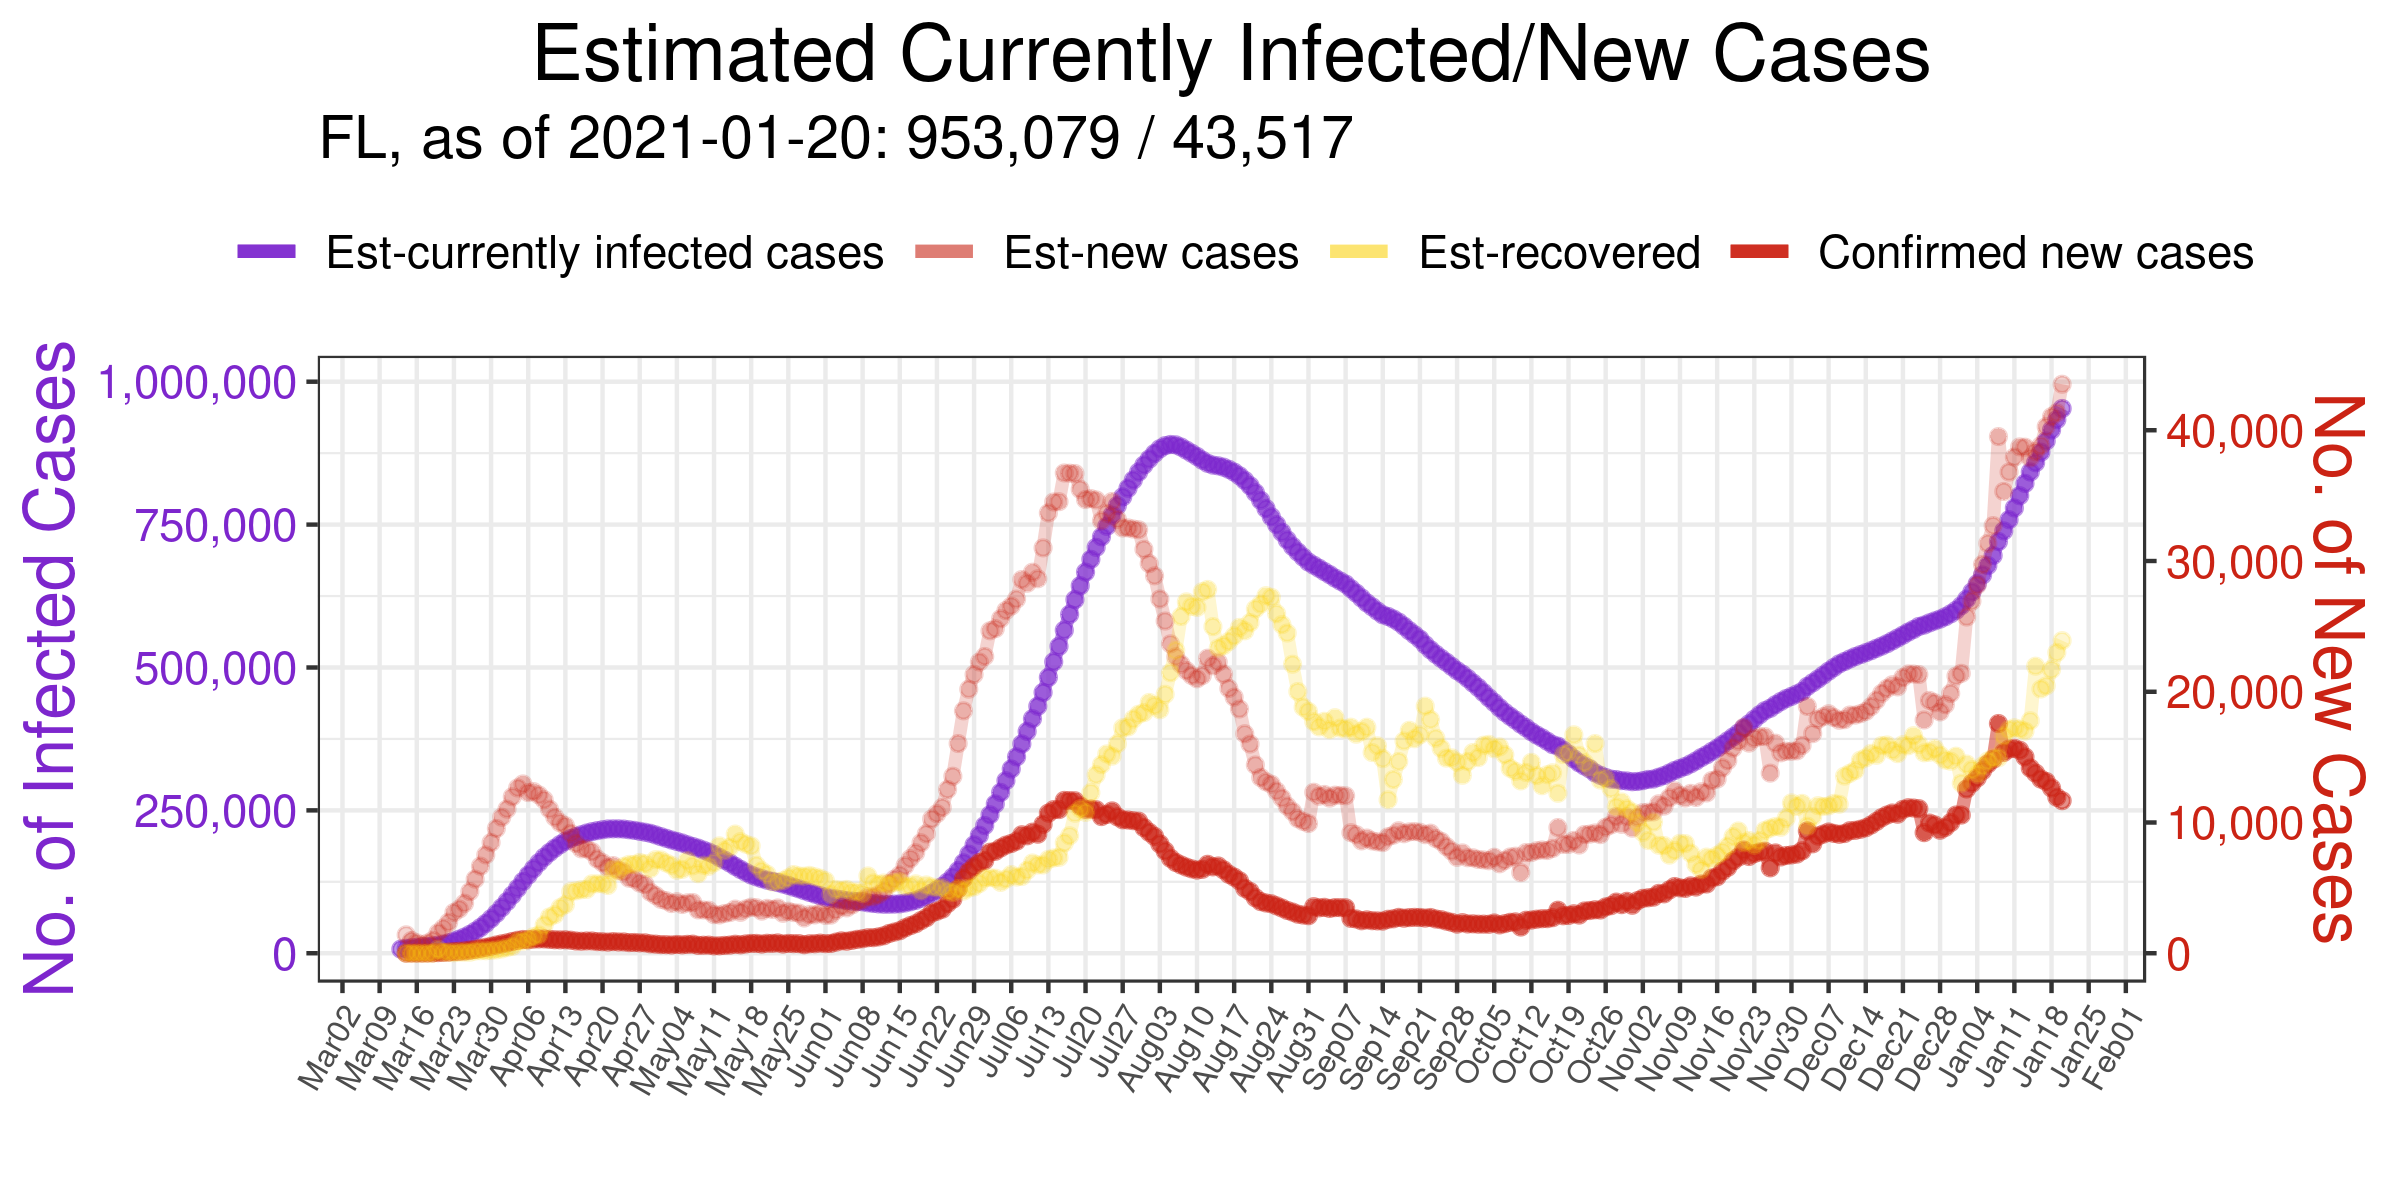 Estimated Currently Infected/New Cases
FL, as of 2021-01-20: 953,079 / 43,517
Est-currently infected cases Est-new cases Est-recovered Confirmed new cases
No. of Infected Cases
1,000,000
750,000
500,000
250,000
0
40,000
30,000
20,000
10,000
0
No. of New Cases
Mar02 Mar09 Mar16 Mar23 Mar30 Apr06 Apr13 Apr20 Apr27 May04 May11 May18 May25 Jun01 Jun08 Jun15 Jun22 Jun29 Jul06 Jul13 Jul20 Jul27 Aug03 Aug10 Aug17 Aug24 Aug31 Sep07 Sep14 Sep21 Sep28 Oct05 Oct12 Oct19 Oct26 Nov02 Nov09 Nov16 Nov23 Nov30 Dec07 Dec14 Dec21 Dec28 Jan04 Jan11 Jan18 Jan25 Feb01